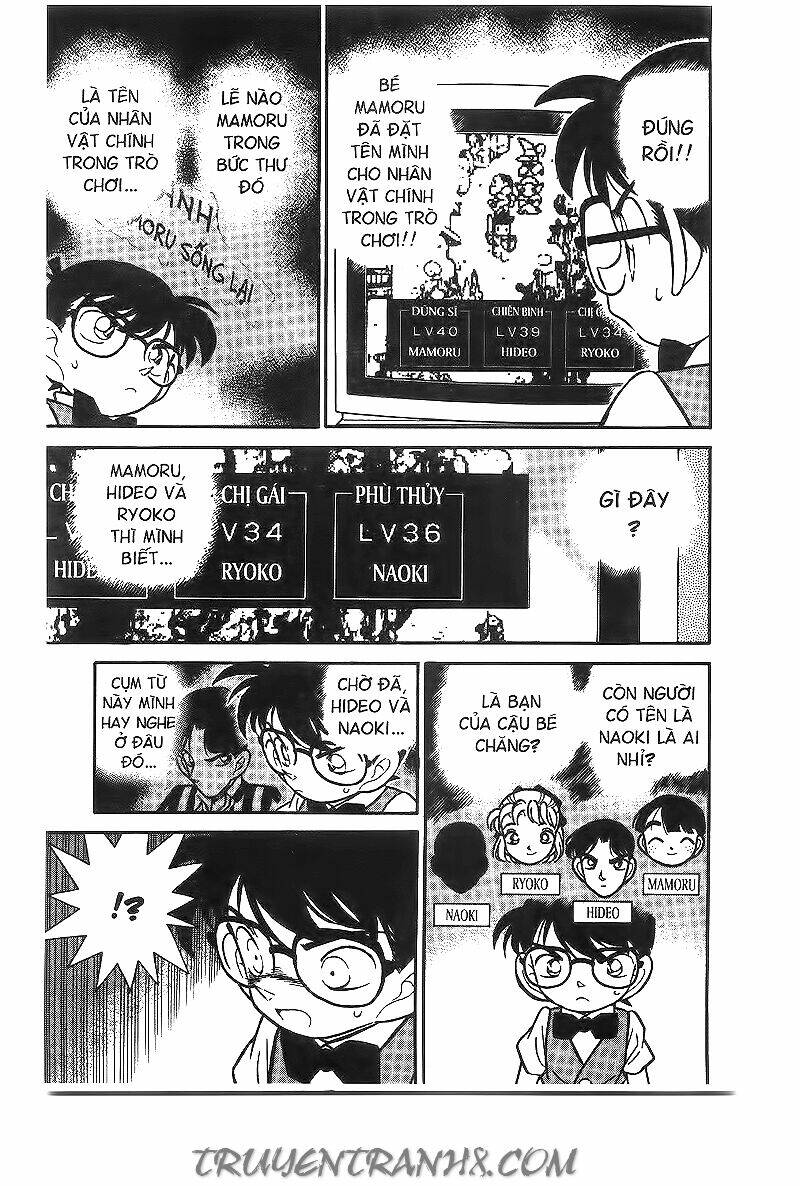 ĐÚNG
RỒI!!
BÉ
MAMORU
ĐÃ ĐẶT
TÊN MÌNH
CHO NHÂN
VẬT CHÍNH
TRONG TRÒ
CHƠI!!
DŨNG SĨ
LV40
MAMORU
CHIẾN BINH
LV39
HIDEO
CHỊ G
LV34
RYOKO
LẼ NÀO
MAMORU
TRONG
BỨC THƯ
ĐÓ
LÀ TÊN
CỦA NHÂN
VẬT CHÍNH
TRONG TRÒ
CHƠI...
SỐNG LẠI
GÌ ĐÂY
?
MAMORU,
HIDEO VÀ
RYOKO
THÌ MÌNH
BIẾT...
CH
HIDE
CHỊ GÁI
V34
RYOKO
PHÙ THỦY
LV36
NAOKI
CÒN NGƯỜI
CÓ TÊN LÀ
NAOKI LÀ AI
NHỈ?
LÀ BẠN
CỦA CẬU BÉ
CHĂNG?
NAOKI
RYOKO
HIDEO
MAMORU
CHỜ ĐÃ,
HIDEO VÀ
NAOKI...
CỤM TỪ
NÀY MÌNH
HAY NGHE
Ở ĐÂU
ĐÓ...
!?
TRUYENTRANH8.COM